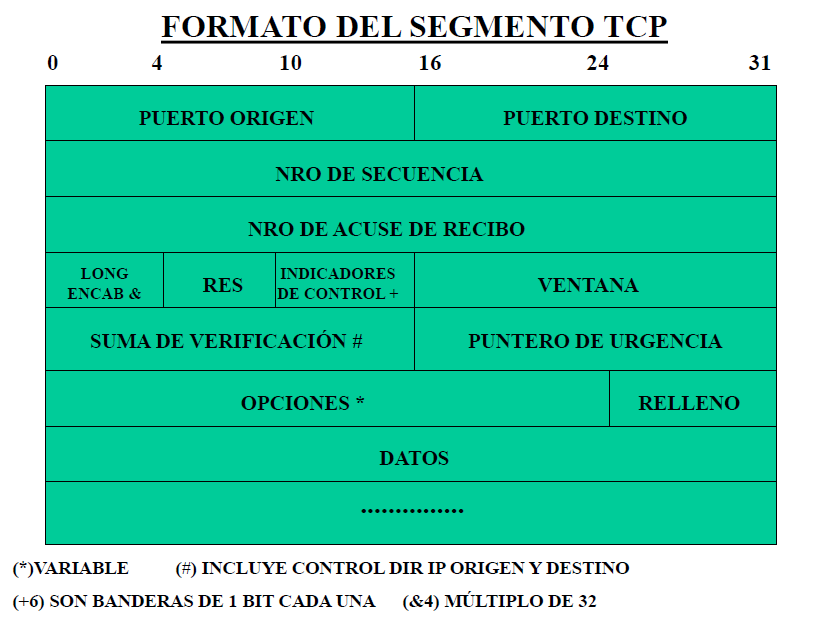 FORMATO DEL SEGMENTO TCP
0 4 10 16 24 31
PUERTO ORIGEN PUERTO DESTINO
NRO DE SECUENCIA
NRO DE ACUSE DE RECIBO
LONG
ENCAB &
RES
INDICADORES
DE CONTROL +
VENTANA
SUMA DE VERIFICACIÓN # PUNTERO DE URGENCIA
OPCIONES * RELLENO
DATOS
...............
(*)VARIABLE (#) INCLUYE CONTROL DIR IP ORIGEN Y DESTINO
(+6) SON BANDERAS DE 1 BIT CADA UNA (&4) MÚLTIPLO DE 32